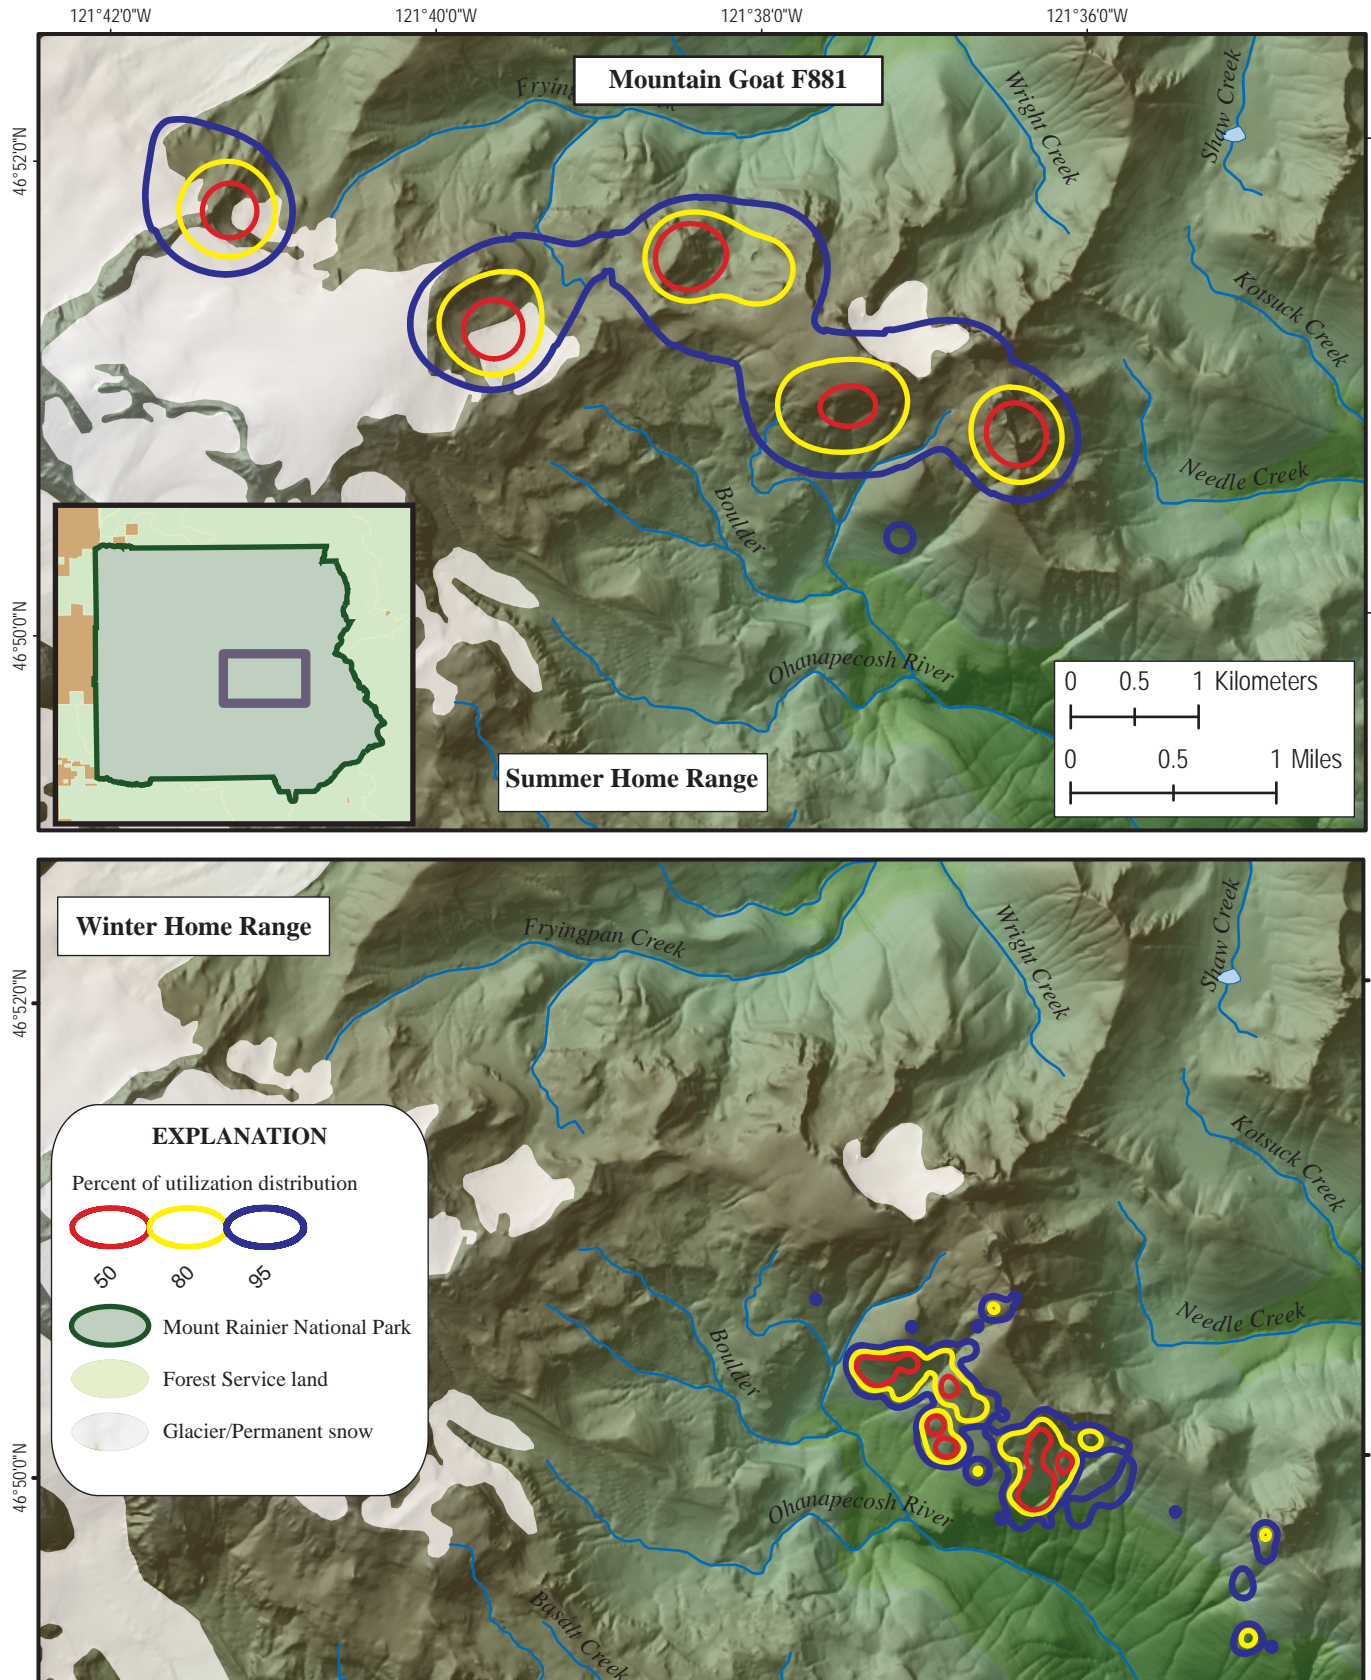 121°42'0"W 121°40'0"W 121°38'0"W 121°36'0"W
Mountain Goat F881
Wright Creek
Shaw Creek
46°52'0"N
Kotsuck Creek
Needle Creek
Boulder
46°50'0"N
Ohanapecosh River
0 0.5 1 Kilometers
0 0.5 1 Miles
Summer Home Range
Winter Home Range
Fryingpan Creek
Wright Creek
Shaw Creek
46°52'0"N
Kotsuck Creek
EXPLANATION
Percent of utilization distribution
50 80 95
Mount Rainier National Park
Forest Service land
Glacier/Permanent snow
Needle Creek
Boulder
46°50'0"N
Ohanapecosh River
Basalt Creek